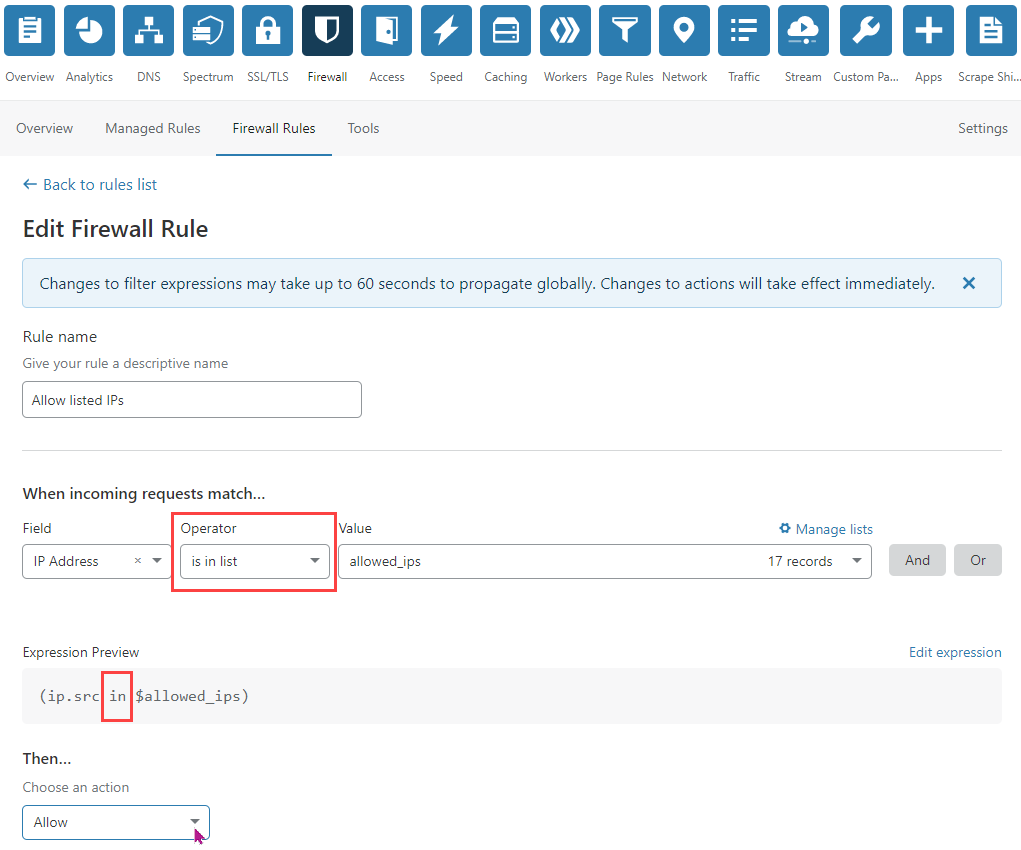 Overview Analytics DNS Spectrum SSL/TLS Firewall Access Speed Caching Workers Page Rules Network Traffic Stream Custom Pa... Apps Scrape Shi...
Overview Managed Rules Firewall Rules Tools Settings
← Back to rules list
Edit Firewall Rule
Changes to filter expressions may take up to 60 seconds to propagate globally. Changes to actions will take effect immediately. ×
Rule name
Give your rule a descriptive name
Allow listed IPs
When incoming requests match...
Field Operator Value Manage lists
IP Address × is in list allowed_ips 17 records And Or
Expression Preview Edit expression
(ip.src in $allowed_ips)
Then...
Choose an action
Allow